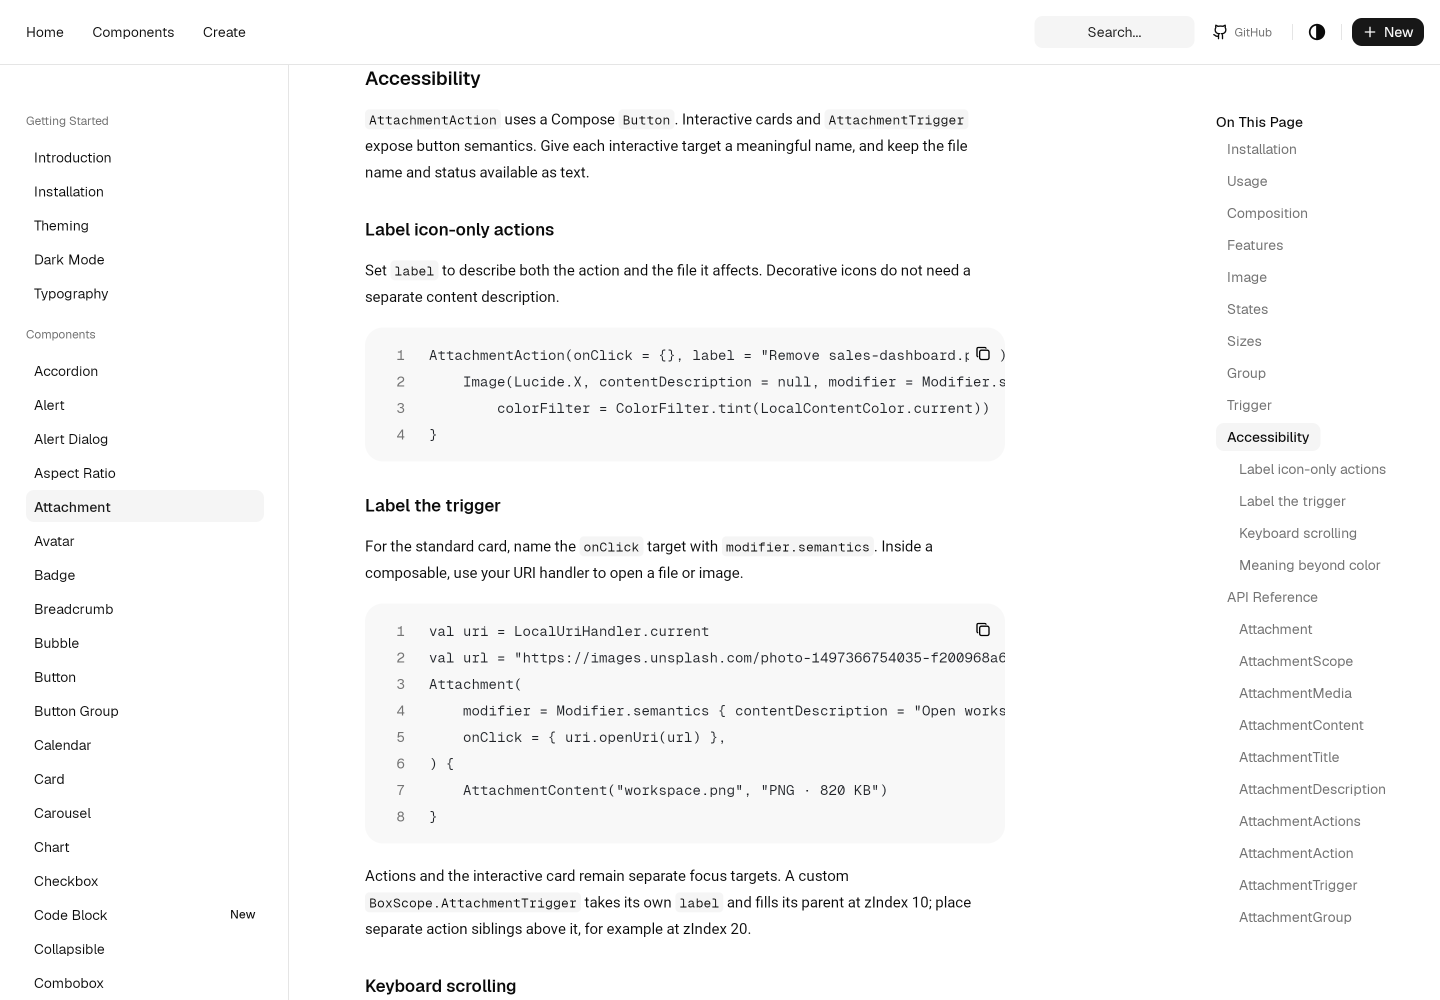 Home Components Create Search... GitHub New
Getting Started
Introduction
Installation
Theming
Dark Mode
Typography
Components
Accordion
Alert
Alert Dialog
Aspect Ratio
Attachment
Avatar
Badge
Breadcrumb
Bubble
Button
Button Group
Calendar
Card
Carousel
Chart
Checkbox
Code Block New
Collapsible
Combobox
Accessibility
AttachmentAction uses a Compose Button. Interactive cards and AttachmentTrigger
expose button semantics. Give each interactive target a meaningful name, and keep the file
name and status available as text.
Label icon-only actions
Set label to describe both the action and the file it affects. Decorative icons do not need a
separate content description.
1 AttachmentAction(onClick = {}, label = "Remove sales-dashboard.p )
2 Image(Lucide.X, contentDescription = null, modifier = Modifier.s
3 colorFilter = ColorFilter.tint(LocalContentColor.current))
4 }
Label the trigger
For the standard card, name the onClick target with modifier.semantics. Inside a
composable, use your URI handler to open a file or image.
1 val uri = LocalUriHandler.current
2 val url = "https://images.unsplash.com/photo-1497366754035-f200968a6
3 Attachment(
4 modifier = Modifier.semantics { contentDescription = "Open works
5 onClick = { uri.openUri(url) },
6 ) {
7 AttachmentContent("workspace.png", "PNG · 820 KB")
8 }
Actions and the interactive card remain separate focus targets. A custom
BoxScope.AttachmentTrigger takes its own label and fills its parent at zIndex 10; place
separate action siblings above it, for example at zIndex 20.
Keyboard scrolling
On This Page
Installation
Usage
Composition
Features
Image
States
Sizes
Group
Trigger
Accessibility
Label icon-only actions
Label the trigger
Keyboard scrolling
Meaning beyond color
API Reference
Attachment
AttachmentScope
AttachmentMedia
AttachmentContent
AttachmentTitle
AttachmentDescription
AttachmentActions
AttachmentAction
AttachmentTrigger
AttachmentGroup